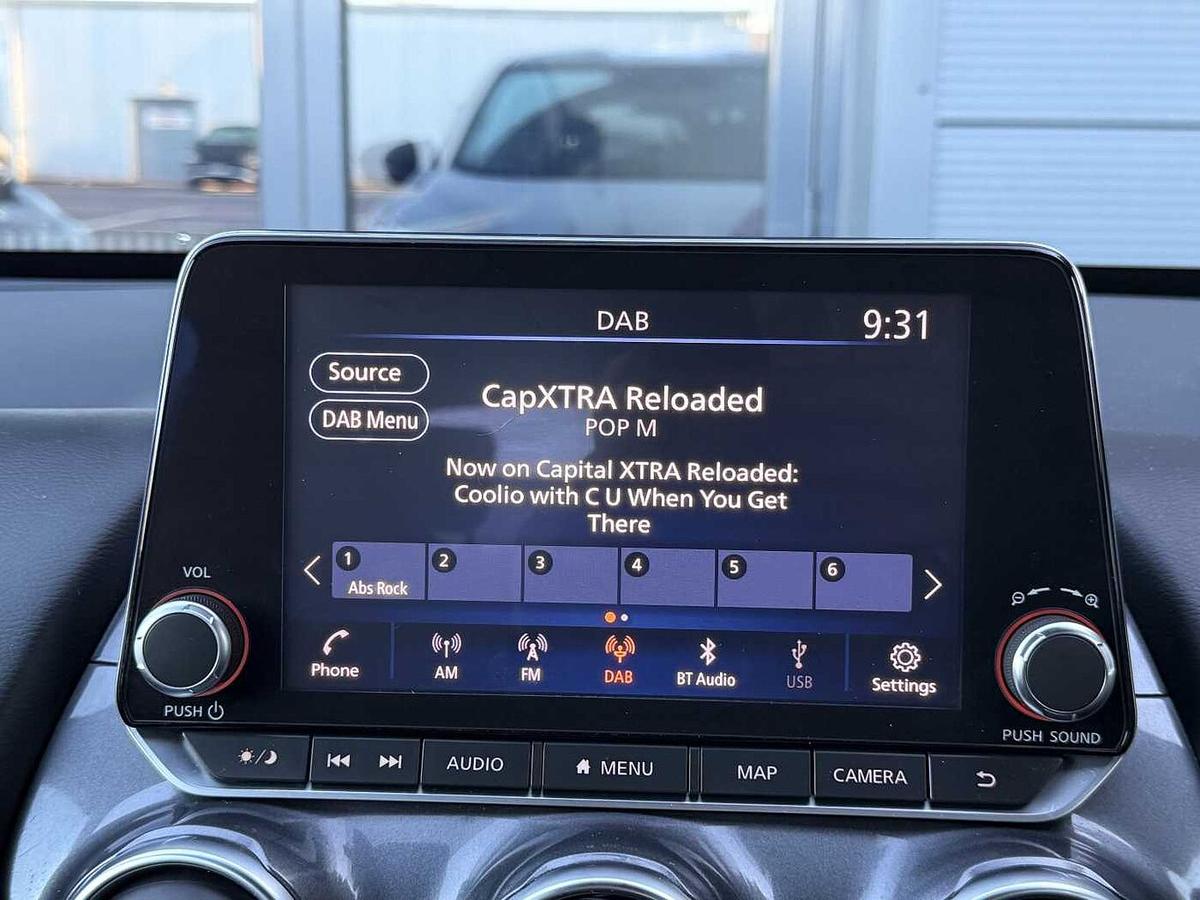 DAB
9:31
Source
DAB Menu
CapXTRA Reloaded
POP M
Now on Capital XTRA Reloaded:
Coolio with C U When You Get
There
1
2
3
4
5
6
Abs Rock
Phone
AM
FM
DAB
BT Audio
USB
Settings
VOL
PUSH
PUSH SOUND
AUDIO
MENU
MAP
CAMERA